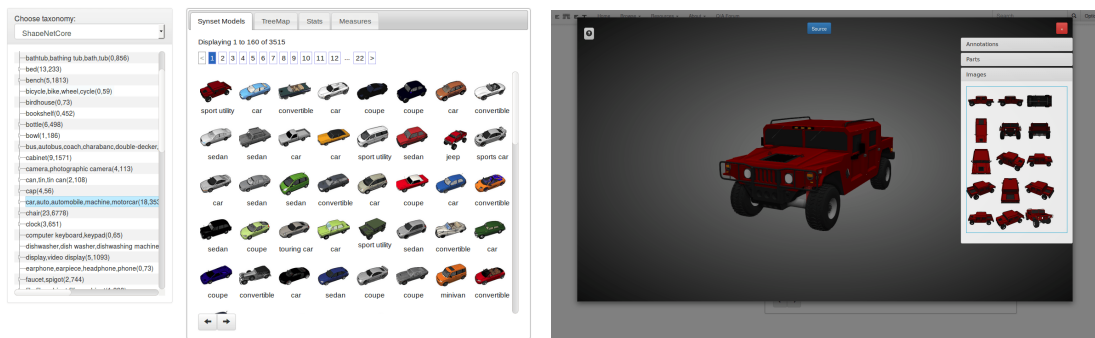 Choose taxonomy:
ShapeNetCore
bathtub,bathing tub,bath,tub(0,856)
bed(13,233)
bench(5,1813)
bicycle,bike,wheel,cycle(0,59)
birdhouse(0,73)
bookshelf(0,452)
bottle(6,498)
bowl(1,186)
bus,autobus,coach,charabanc,double-decker,
cabinet(9,1571)
camera,photographic camera(4,113)
can,tin,tin can(2,108)
cap(4,56)
car,auto,automobile,machine,motorcar(18,353
chair(23,6778)
clock(3,651)
computer keyboard,keypad(0,65)
dishwasher,dish washer,dishwashing machine
display,video display(5,1093)
earphone,earpiece,headphone,phone(0,73)
faucet,spigot(2,744)
Synset Models TreeMap Stats Measures
Displaying 1 to 160 of 3515
< 1 2 3 4 5 6 7 8 9 10 11 12 ... 22 >
sport utility car convertible car coupe coupe car convertible
sedan sedan car car sport utility sedan jeep sports car
car sedan sedan convertible car coupe car convertible
sedan coupe touring car car sport utility sedan convertible car
coupe convertible car sedan coupe coupe minivan convertible
Source
Annotations
Parts
Images